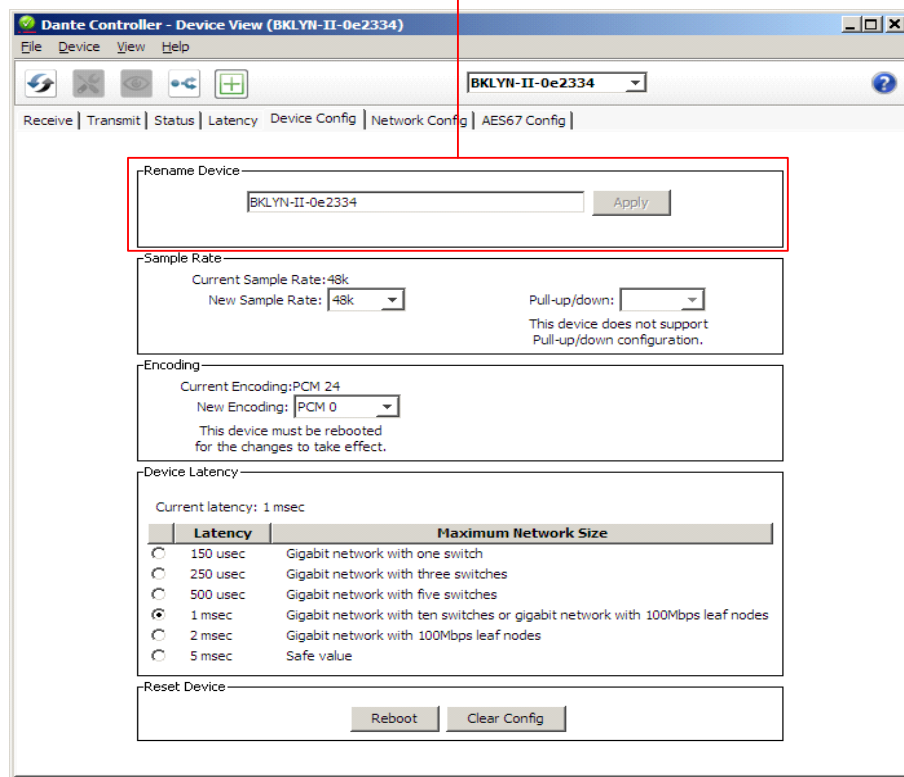 Dante Controller - Device View (BKLYN-II-0e2334)
File Device View Help
BKLYN-II-0e2334
?
Receive Transmit Status Latency Device Config Network Config AES67 Config
Rename Device
BKLYN-II-0e2334 Apply
Sample Rate
Current Sample Rate:48k
New Sample Rate: 48k Pull-up/down:
This device does not support
Pull-up/down configuration.
Encoding
Current Encoding:PCM 24
New Encoding: PCM 0
This device must be rebooted
for the changes to take effect.
Device Latency
Current latency: 1 msec
Latency Maximum Network Size
150 usec Gigabit network with one switch
250 usec Gigabit network with three switches
500 usec Gigabit network with five switches
1 msec Gigabit network with ten switches or gigabit network with 100Mbps leaf nodes
2 msec Gigabit network with 100Mbps leaf nodes
5 msec Safe value
Reset Device
Reboot Clear Config